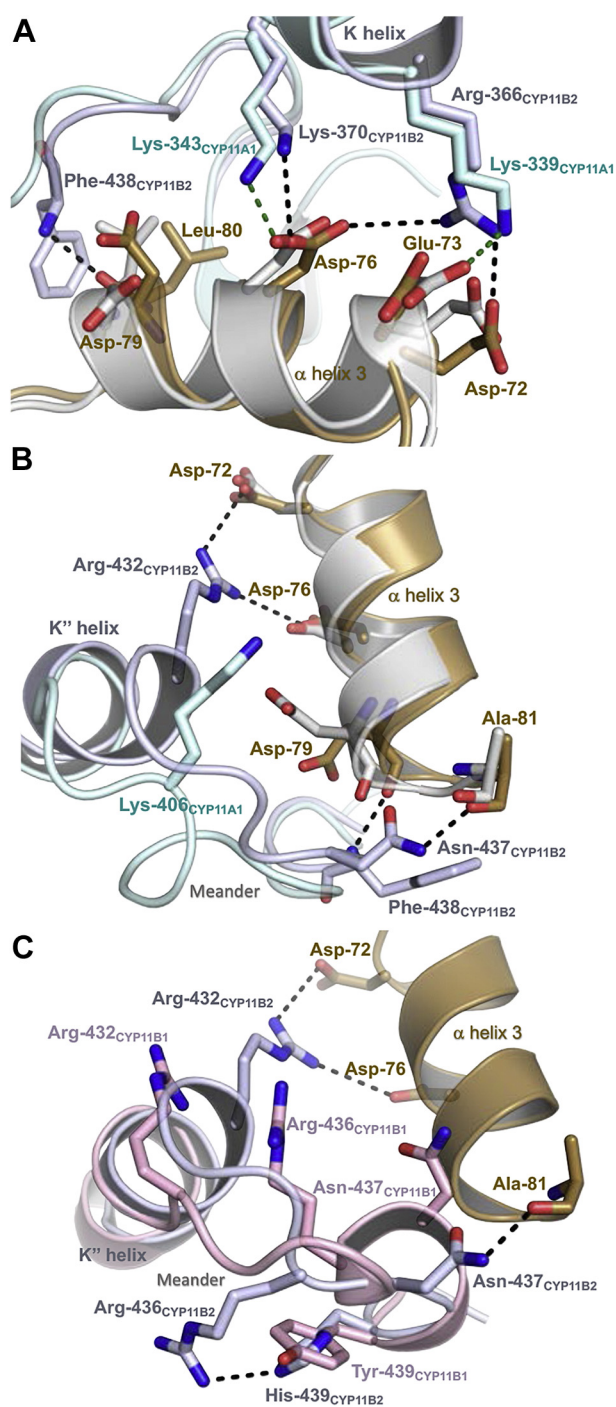 A
K helix
Arg-366CYP11B2
Lys-343CYP11A1
Lys-370CYP11B2
Lys-339CYP11A1
Phe-438CYP11B2
Leu-80
Glu-73
Asp-76
Asp-79
α helix 3
Asp-72
B
Asp-72
Arg-432CYP11B2
Asp-76
α helix 3
K’’ helix
Ala-81
Asp-79
Lys-406CYP11A1
Asn-437CYP11B2
Meander
Phe-438CYP11B2
C
Asp-72
Arg-432CYP11B2
Arg-432CYP11B1
α helix 3
Asp-76
Arg-436CYP11B1
Ala-81
Asn-437CYP11B1
K’’ helix
Meander
Asn-437CYP11B2
Arg-436CYP11B2
Tyr-439CYP11B1
His-439CYP11B2